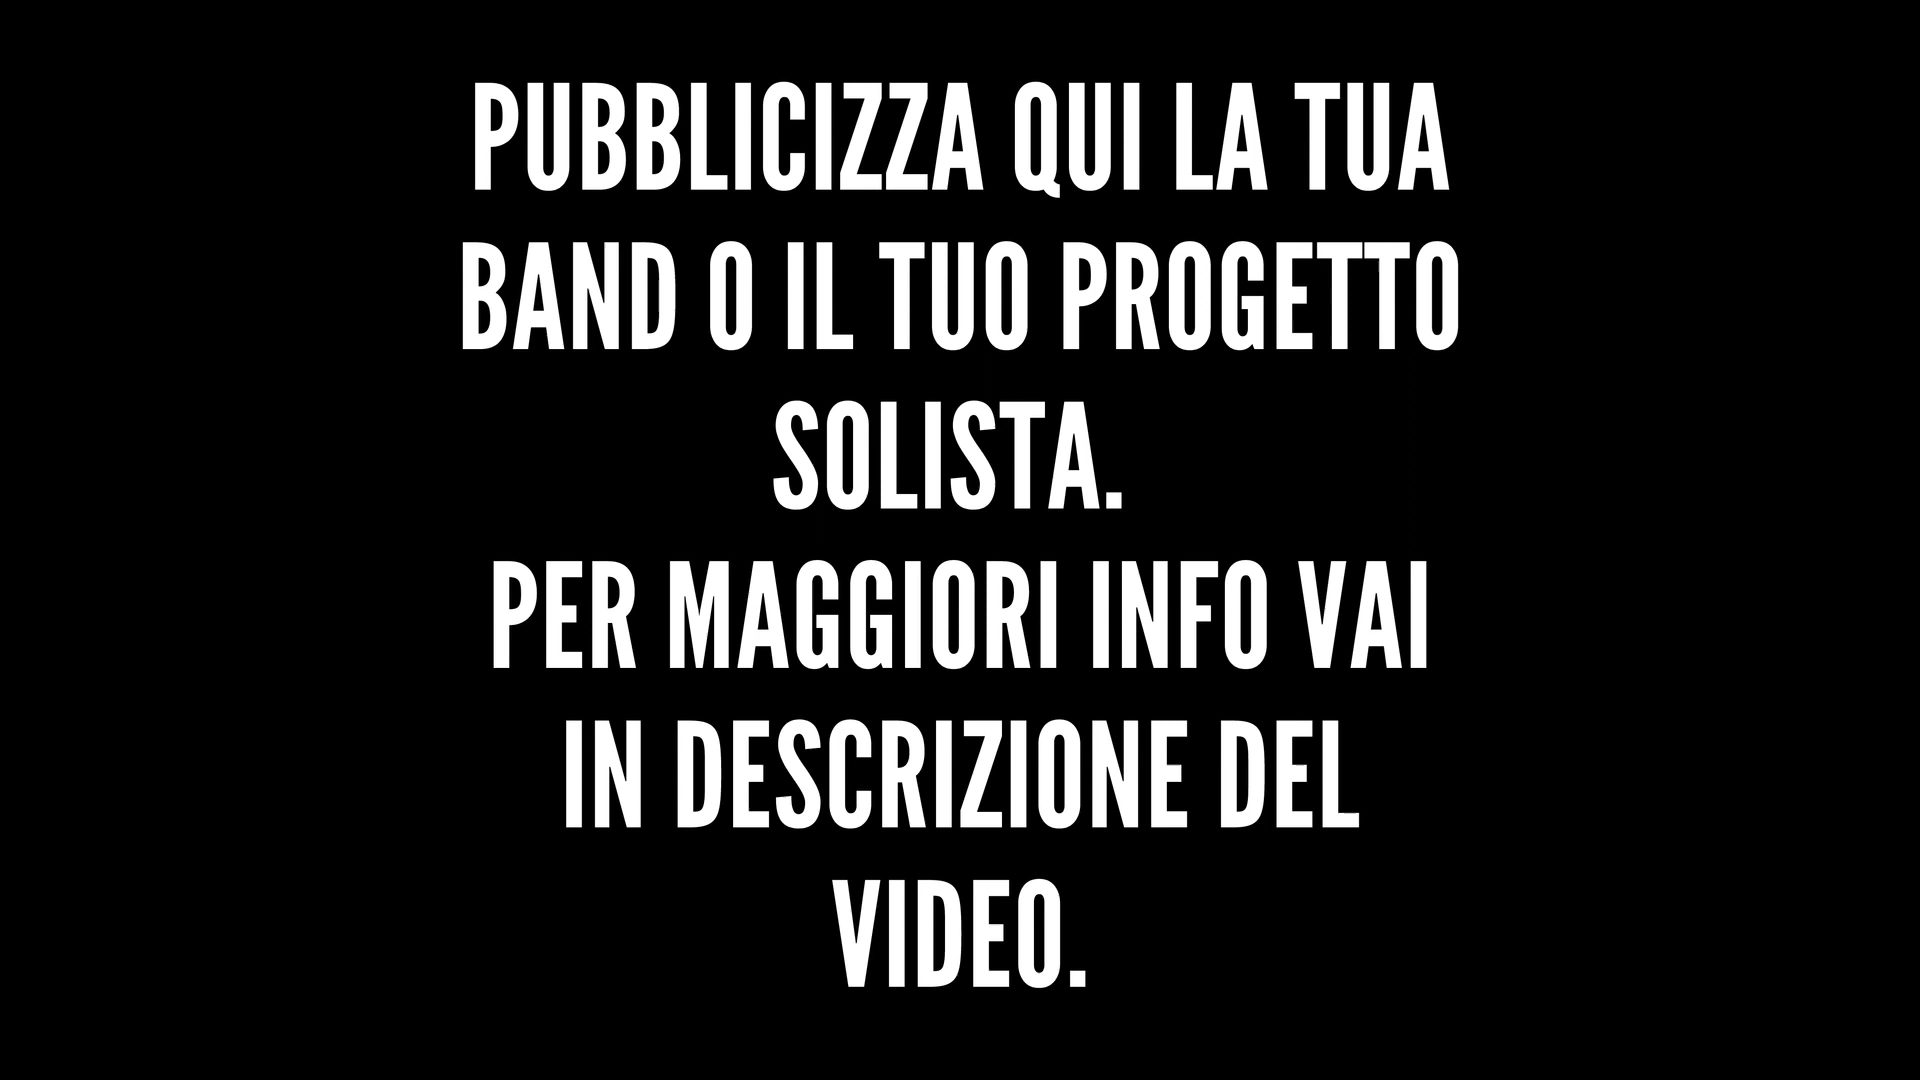 PUBBLICIZZA QUI LA TUA
BAND O IL TUO PROGETTO
SOLISTA.
PER MAGGIORI INFO VAI
IN DESCRIZIONE DEL
VIDEO.